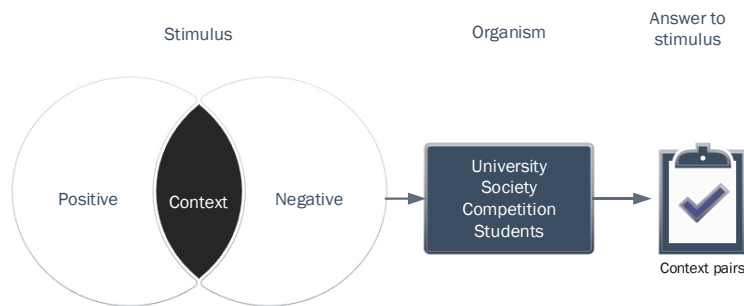 Stimulus
Organism
Answer to
stimulus
Positive
Context
Negative
University
Society
Competition
Students
Context pairs